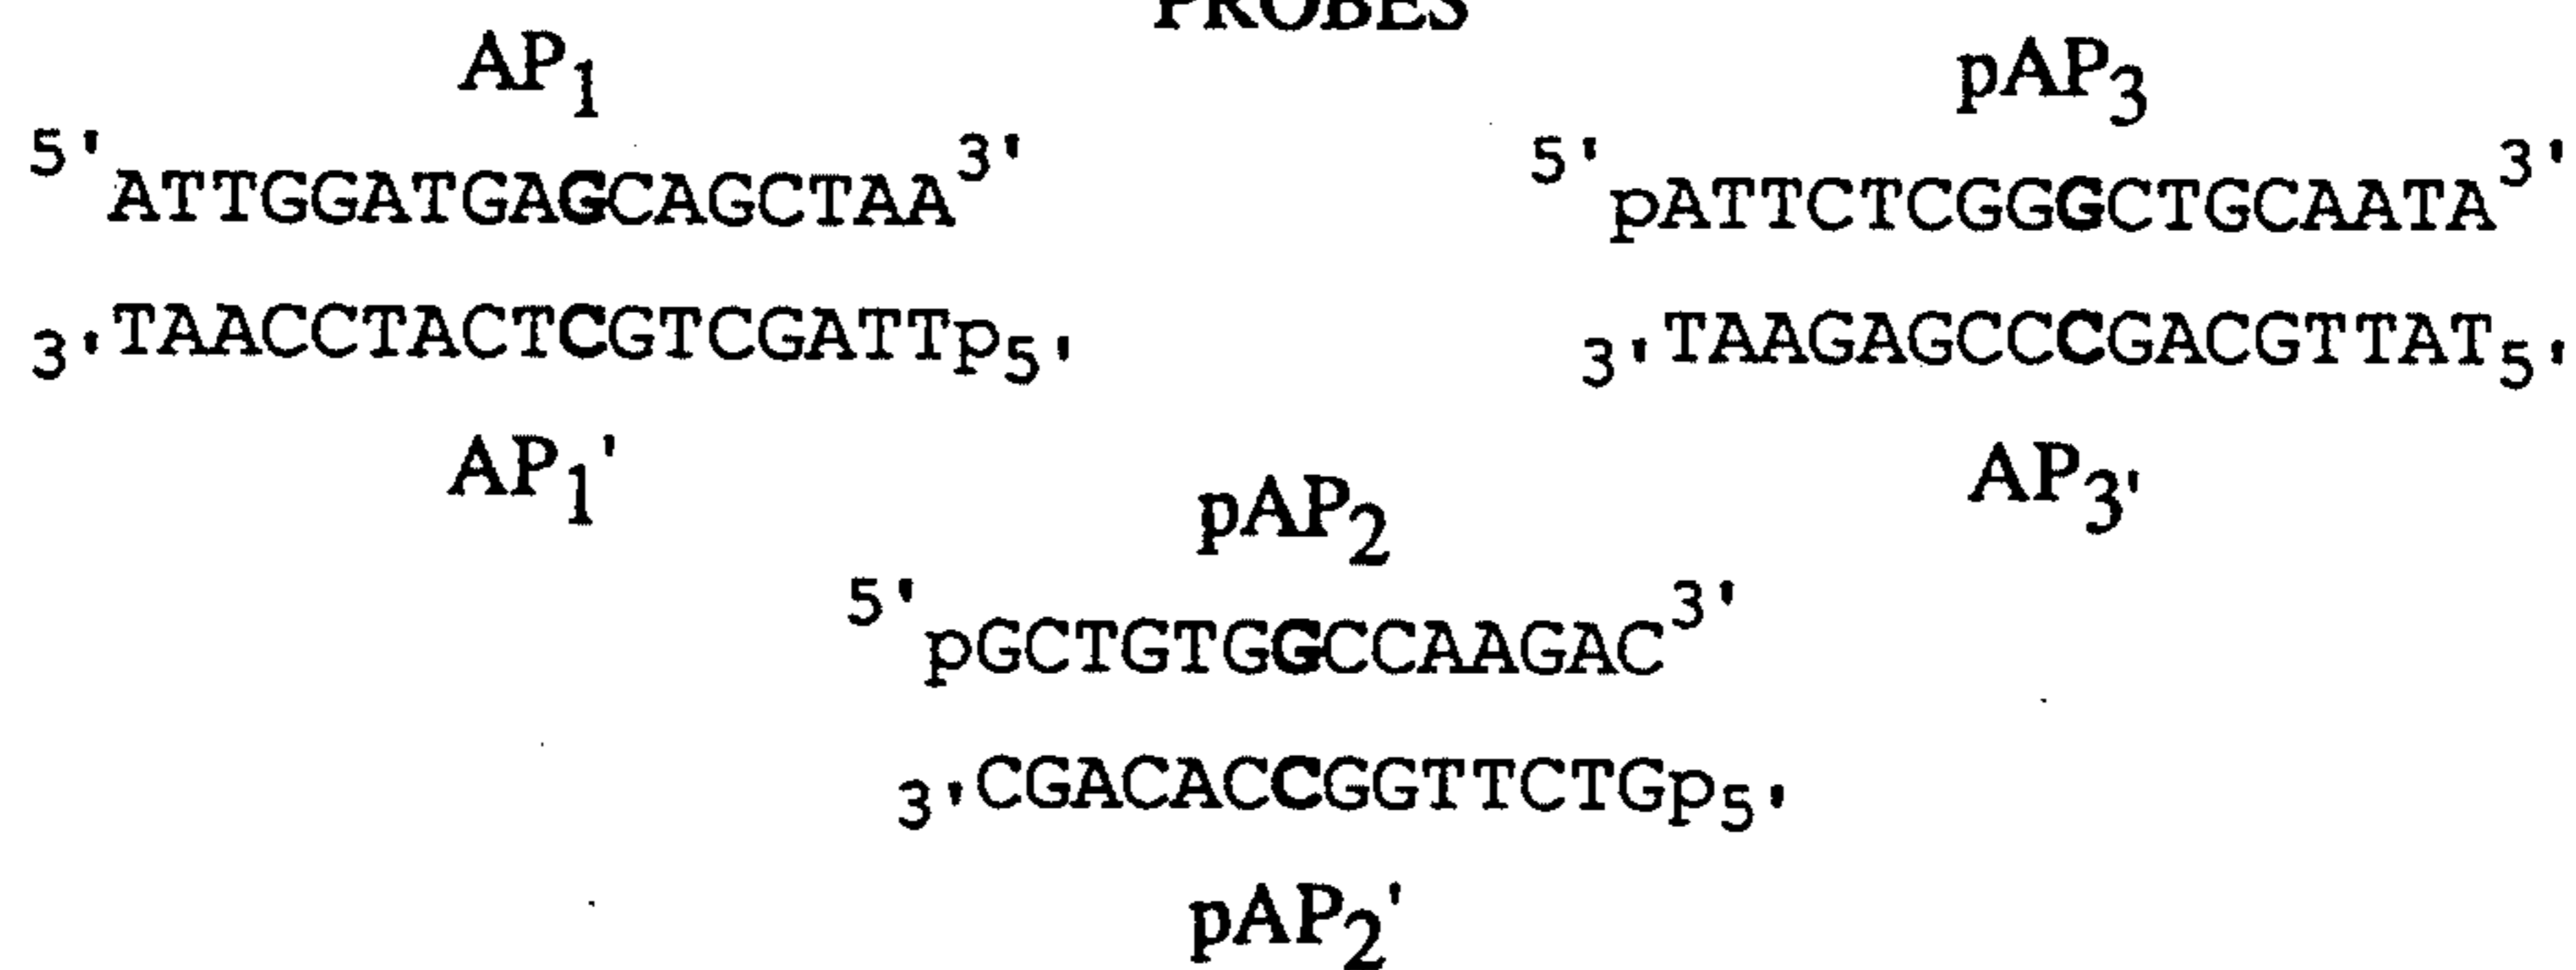 PROBES
AP1
pAP3
5'ATTGGATGAGCAGCTAA3'
5'pATTCTCGGGCTGCAATA3'
3'TAACCTACTCGTCGATTp5'
3'TAAGAGCCCGACGTTAT5'
AP1'
AP3'
pAP2
5'pGCTGTGGCCAAGAC3'
3'CGACACCGGTTCTGp5'
pAP2'